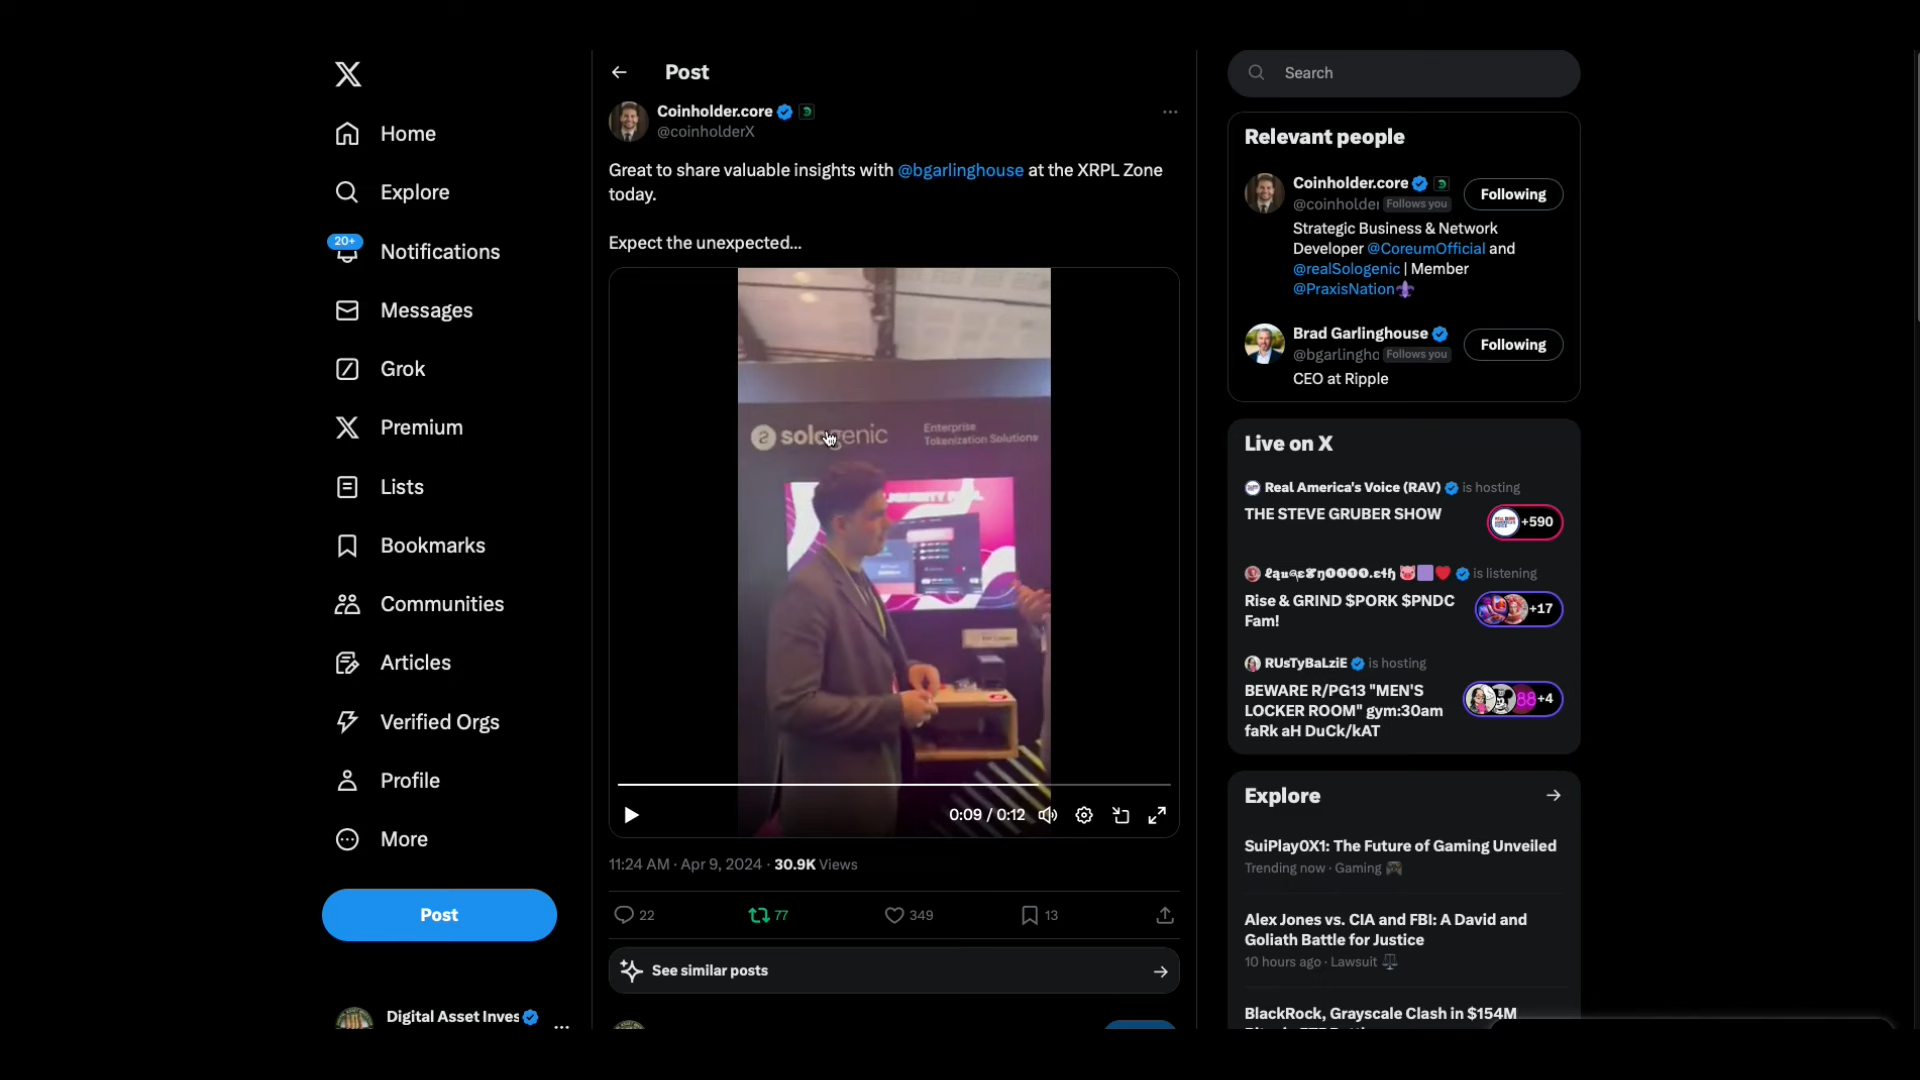 Home
Explore
20+
Notifications
Messages
Grok
Premium
Lists
Bookmarks
Communities
Articles
Verified Orgs
Profile
More
Post
Digital Asset Inves
Post
Coinholder.core
@coinholderX
Great to share valuable insights with @bgarlinghouse at the XRPL Zone
today.
Expect the unexpected...
sologenic
Enterprise
Tokenization Solutions
0:09 / 0:12
11:24 AM · Apr 9, 2024 · 30.9K Views
22
77
349
13
See similar posts
Search
Relevant people
Coinholder.core
Following
@coinholder Follows you
Strategic Business & Network
Developer @CoreumOfficial and
@realSologenic | Member
@PraxisNation⚜️
Brad Garlinghouse
Following
@bgarlingho Follows you
CEO at Ripple
Live on X
Real America's Voice (RAV) is hosting
THE STEVE GRUBER SHOW
+590
is listening
Rise & GRIND $PORK $PNDC
Fam!
+17
RUsTyBaLziE is hosting
BEWARE R/PG13 "MEN'S
LOCKER ROOM" gym:30am
faRk aH DuCk/kAT
+4
Explore
SuiPlay0X1: The Future of Gaming Unveiled
Trending now · Gaming 🎮
Alex Jones vs. CIA and FBI: A David and
Goliath Battle for Justice
10 hours ago · Lawsuit ⚖️
BlackRock, Grayscale Clash in $154M